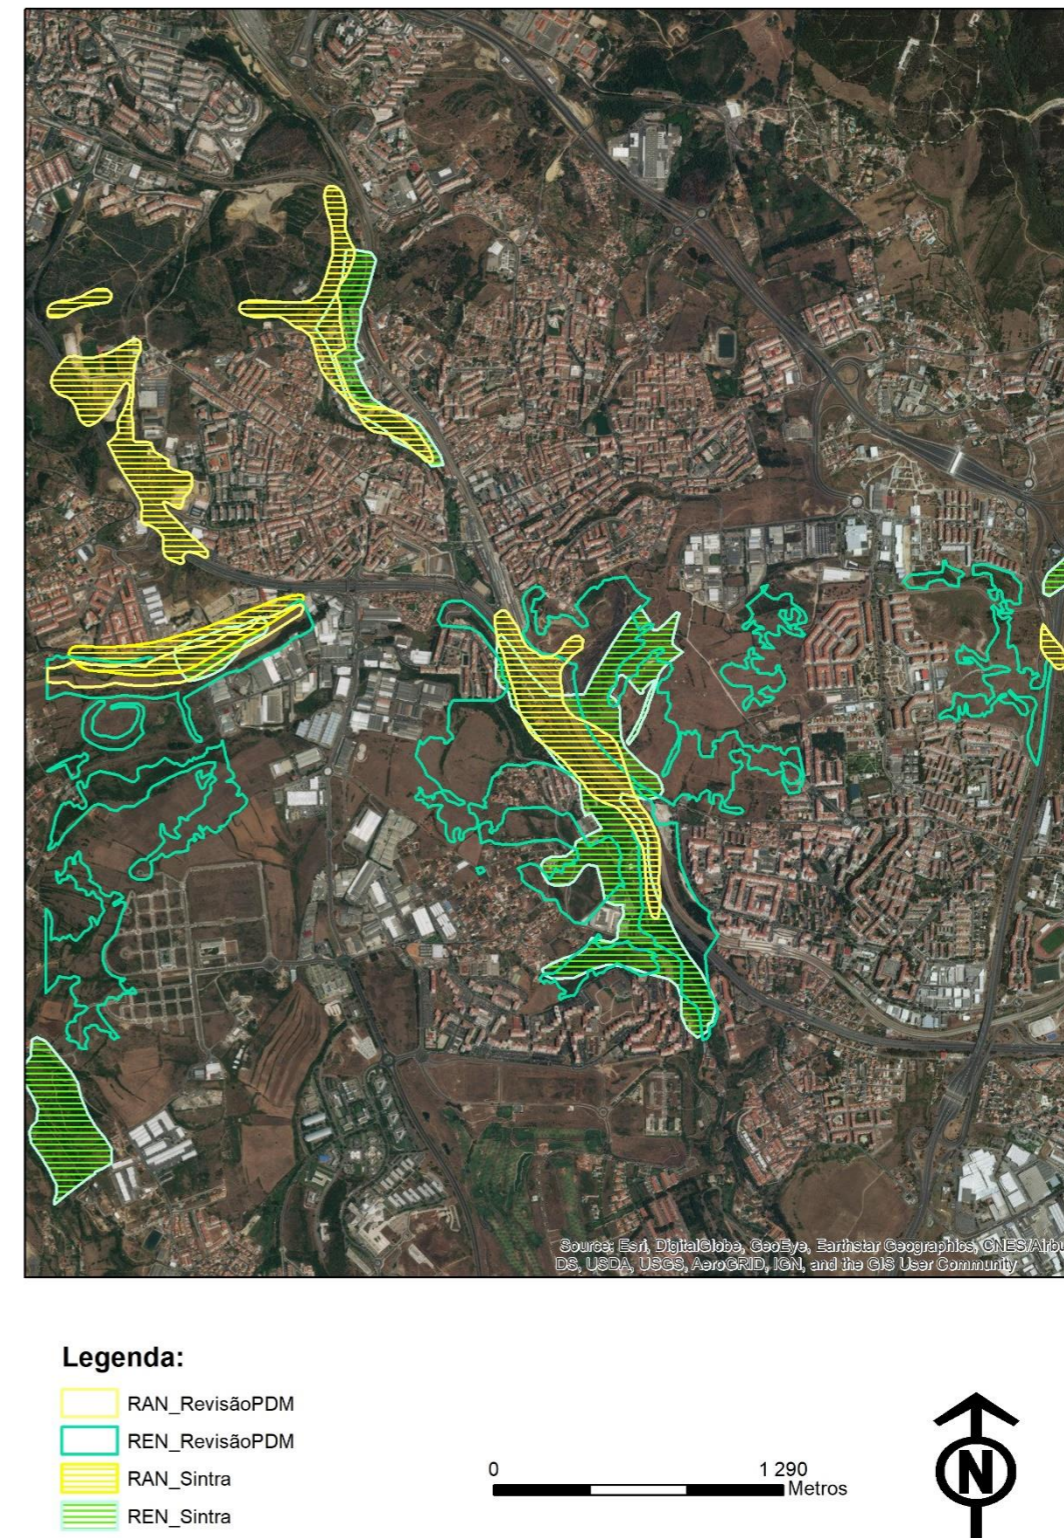 Source: Esri, DigitalGlobe, GeoEye, Earthstar Geographics, CNES/Airbu
DS, USDA, USGS, AeroGRID, IGN, and the GIS User Community
Legenda:
RAN_RevisãoPDM
REN_RevisãoPDM
RAN_Sintra
REN_Sintra
0 1 290
Metros
N